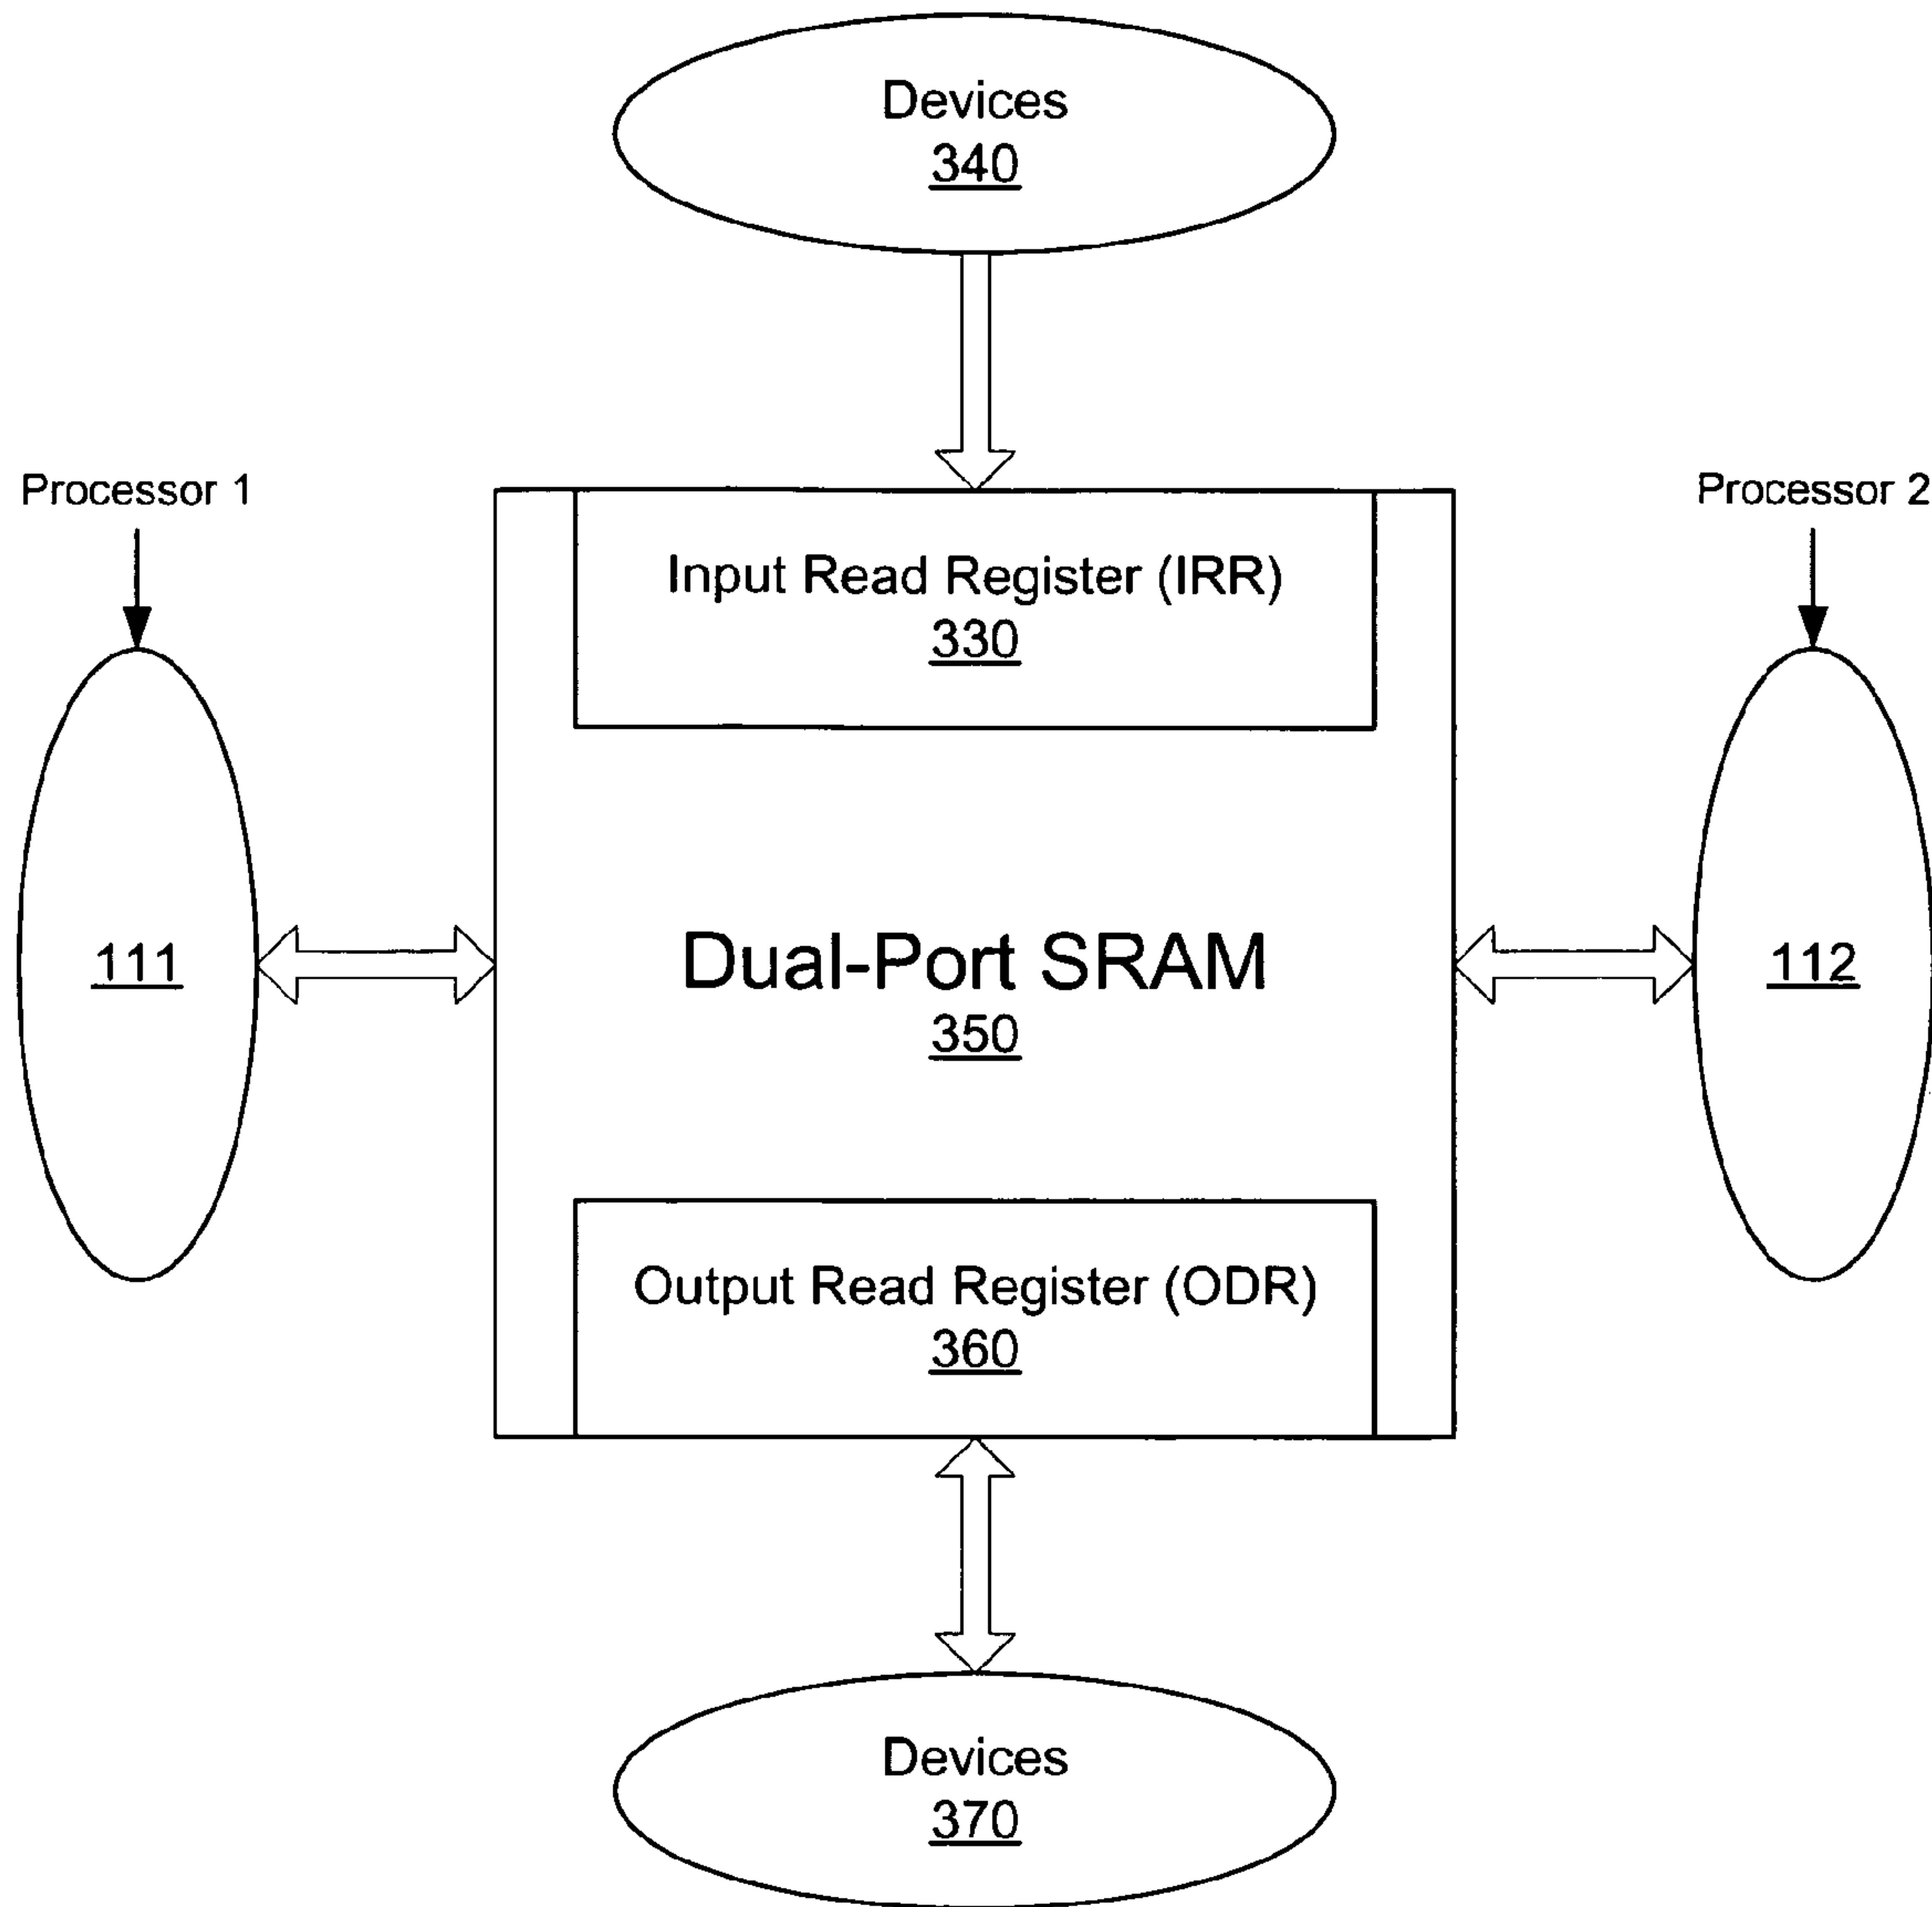 Devices
340
Processor 1
Processor 2
Input Read Register (IRR)
330
111
Dual-Port SRAM
350
112
Output Read Register (ODR)
360
Devices
370